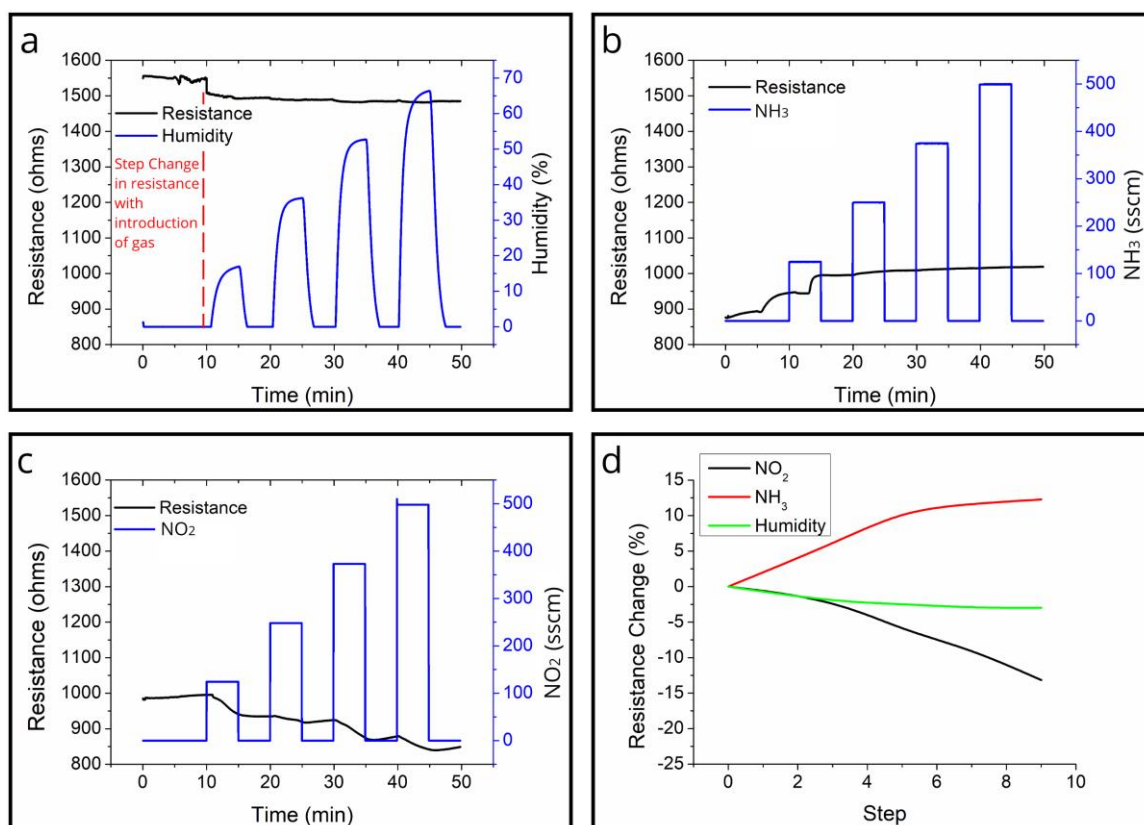 a
1600
1500
1400
1300
1200
1100
1000
900
800
Resistance (ohms)
Resistance
Humidity
Step Change
in resistance
with
introduction
of gas
70
60
50
40
30
20
10
0
Humidity (%)
0 10 20 30 40 50
Time (min)
b
1600
1500
1400
1300
1200
1100
1000
900
800
Resistance (ohms)
Resistance
NH3
500
400
300
200
100
0
NH3 (sscm)
0 10 20 30 40 50
Time (min)
c
1600
1500
1400
1300
1200
1100
1000
900
800
Resistance (ohms)
Resistance
NO2
500
400
300
200
100
0
NO2 (sscm)
0 10 20 30 40 50
Time (min)
d
NO2
NH3
Humidity
15
10
5
0
-5
-10
-15
-20
-25
Resistance Change (%)
0 2 4 6 8 10
Step